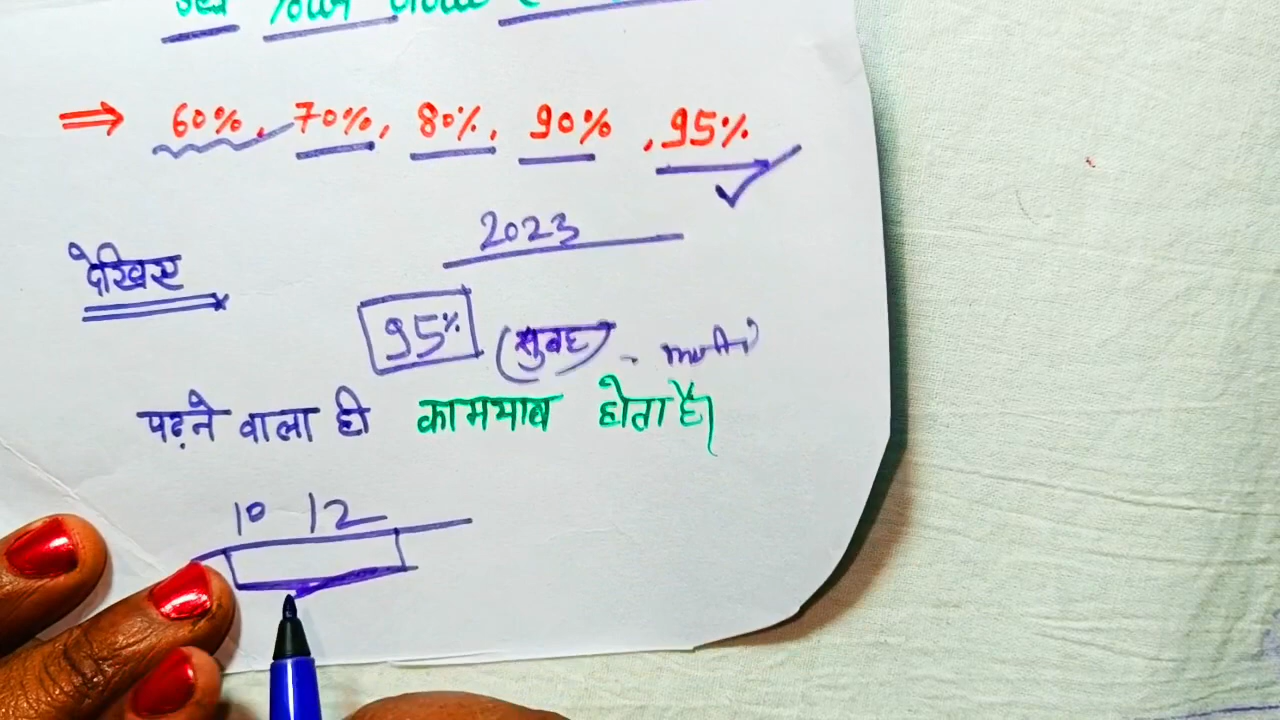 ⇒ 60%, 70%, 80%, 90%, 95%
2023
देखिए
95% (सुबह)
पढ़ने वाला ही कामयाब होता है।
10 12